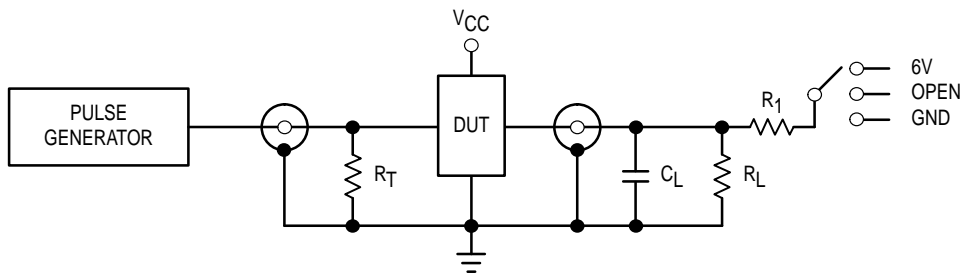 VCC
PULSE
GENERATOR
DUT
RT
CL
RL
R1
6V
OPEN
GND